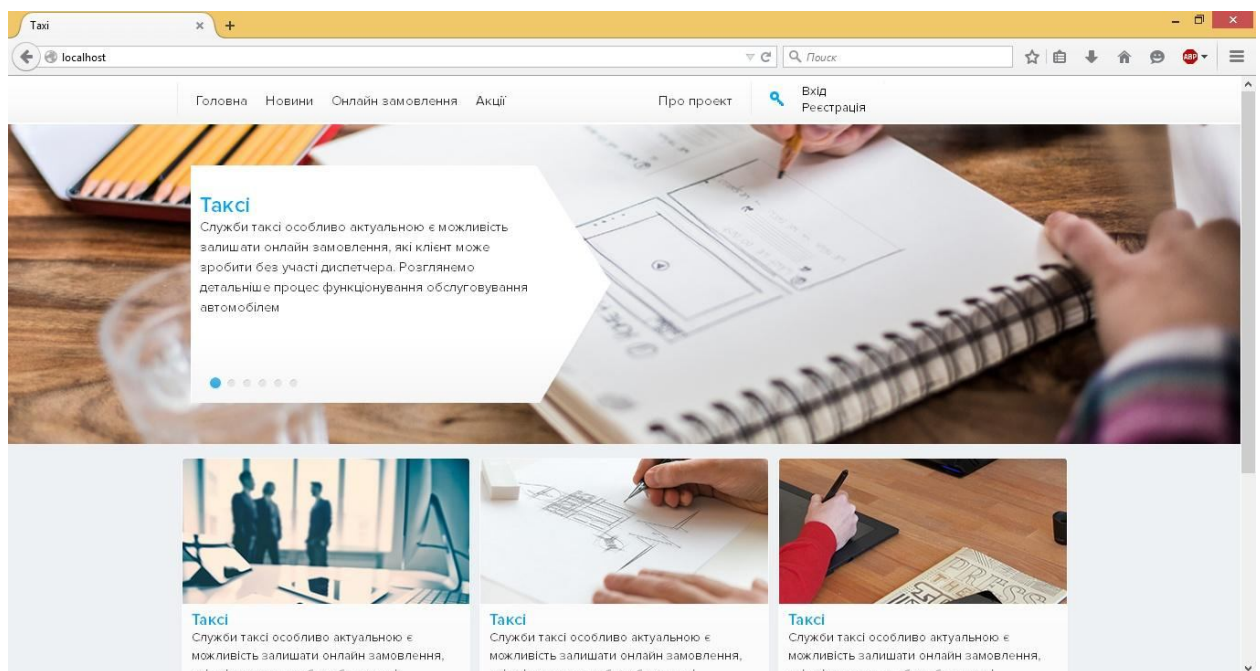 Taxi
localhost
Поиск
ABP
Головна Новини Онлайн замовлення Акції Про проект
Вхід
Реєстрація
Таксі
Служби таксі особливо актуальною є можливість
залишати онлайн замовлення, які клієнт може
зробити без участі диспетчера. Розглянемо
детальніше процес функціонування обслуговування
автомобілем
Таксі
Служби таксі особливо актуальною є
можливість залишати онлайн замовлення,
Таксі
Служби таксі особливо актуальною є
можливість залишати онлайн замовлення,
PRESS
THE
Таксі
Служби таксі особливо актуальною є
можливість залишати онлайн замовлення,